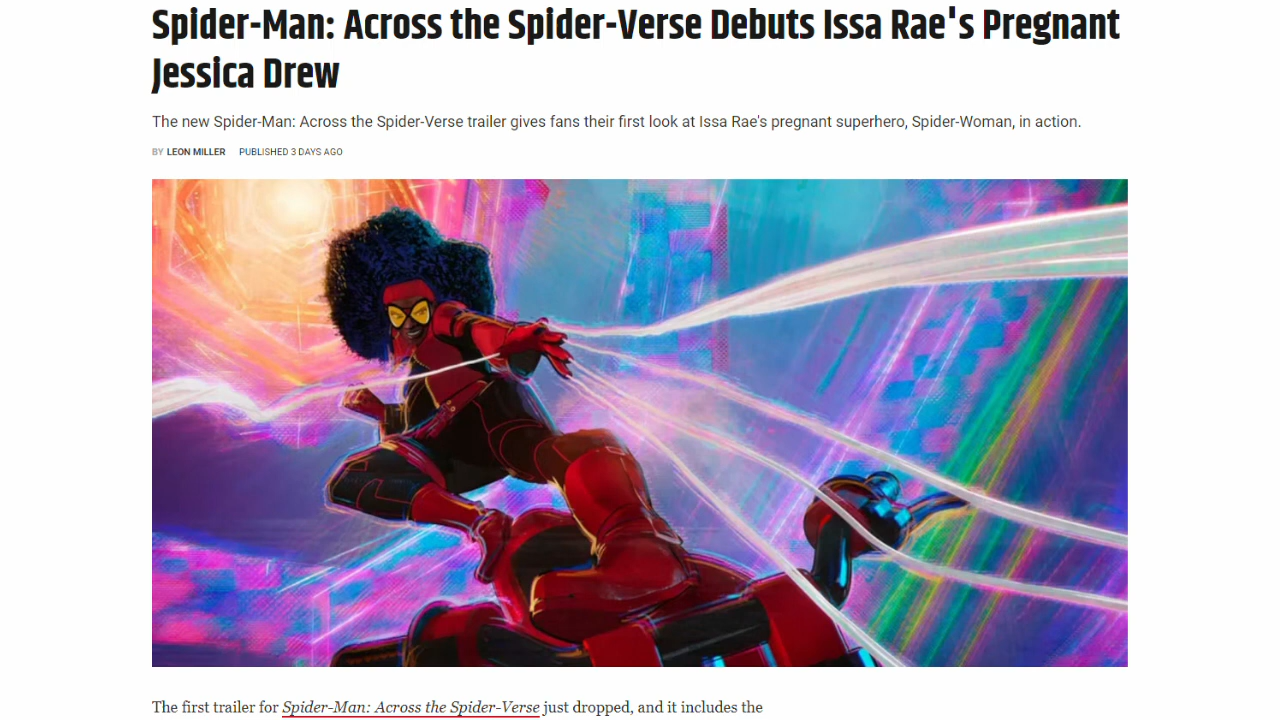 Spider-Man: Across the Spider-Verse Debuts Issa Rae's Pregnant
Jessica Drew
The new Spider-Man: Across the Spider-Verse trailer gives fans their first look at Issa Rae's pregnant superhero, Spider-Woman, in action.
BY LEON MILLER PUBLISHED 3 DAYS AGO
The first trailer for Spider-Man: Across the Spider-Verse just dropped, and it includes the